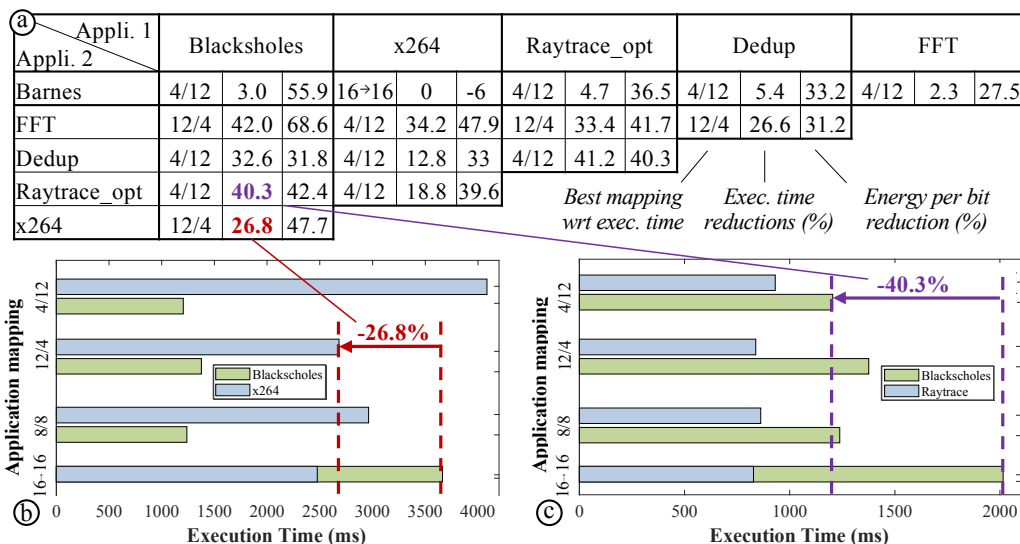 a
Appli. 1
Appli. 2
Blacksholes x264 Raytrace_opt Dedup FFT
Barnes 4/12 3.0 55.9 16→16 0 -6 4/12 4.7 36.5 4/12 5.4 33.2 4/12 2.3 27.5
FFT 12/4 42.0 68.6 4/12 34.2 47.9 12/4 33.4 41.7 12/4 26.6 31.2
Dedup 4/12 32.6 31.8 4/12 12.8 33 4/12 41.2 40.3
Raytrace_opt 4/12 40.3 42.4 4/12 18.8 39.6
x264 12/4 26.8 47.7
Best mapping
wrt exec. time
Exec. time
reductions (%)
Energy per bit
reduction (%)
Application mapping
4/12
12/4
8/8
16–16
-26.8%
Blackscholes
x264
0 500 1000 1500 2000 2500 3000 3500 4000
Execution Time (ms)
b
Application mapping
4/12
12/4
8/8
16–16
-40.3%
Blackscholes
Raytrace
0 500 1000 1500 2000
Execution Time (ms)
c